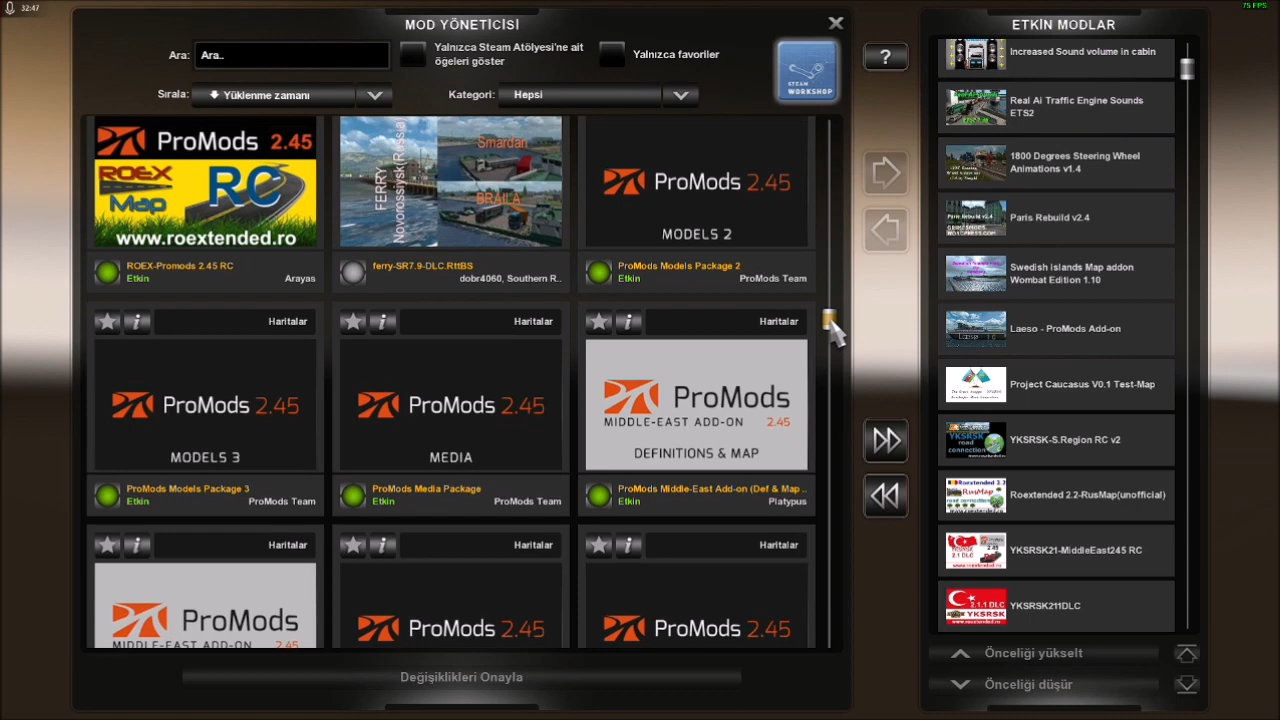 32:47
75 FPS
MOD YÖNETİCİSİ
Ara:
Ara..
Yalnızca Steam Atölyesi'ne ait
öğeleri göster
Yalnızca favoriler
Sırala:
Yüklenme zamanı
Kategori:
Hepsi
STEAM
WORKSHOP
?
ProMods 2.45
ROEX
Map
RC
www.roextended.ro
ROEX-Promods 2.45 RC
Etkin
Arayas
FERRY
Novorossiysk(Russia)
Smardan
BRAILA
ferry-SR7.9-DLC.RttBS
dobr4060, Southern R..
ProMods 2.45
MODELS 2
ProMods Models Package 2
Etkin
ProMods Team
Haritalar
ProMods 2.45
MODELS 3
ProMods Models Package 3
Etkin
ProMods Team
Haritalar
ProMods 2.45
MEDIA
ProMods Media Package
Etkin
ProMods Team
Haritalar
ProMods
MIDDLE-EAST ADD-ON 2.45
DEFINITIONS & MAP
ProMods Middle-East Add-on (Def & Map ..
Etkin
Platypus
Haritalar
ProMods
MIDDLE-EAST ADD-ON 2.45
Haritalar
ProMods 2.45
Haritalar
ProMods 2.45
Değişiklikleri Onayla
ETKİN MODLAR
Increased Sound volume in cabin
Real Ai Traffic Engine Sounds
ETS2
1800 Degrees Steering Wheel
Animations v1.4
Paris Rebuild v2.4
Swedish islands Map addon
Wombat Edition 1.10
Laeso - ProMods Add-on
Project Caucasus V0.1 Test-Map
YKSRSK-S.Region RC v2
Roextended 2.2-RusMap(unofficial)
YKSRSK21-MiddleEast245 RC
YKSRSK211DLC
Önceliği yükselt
Önceliği düşür